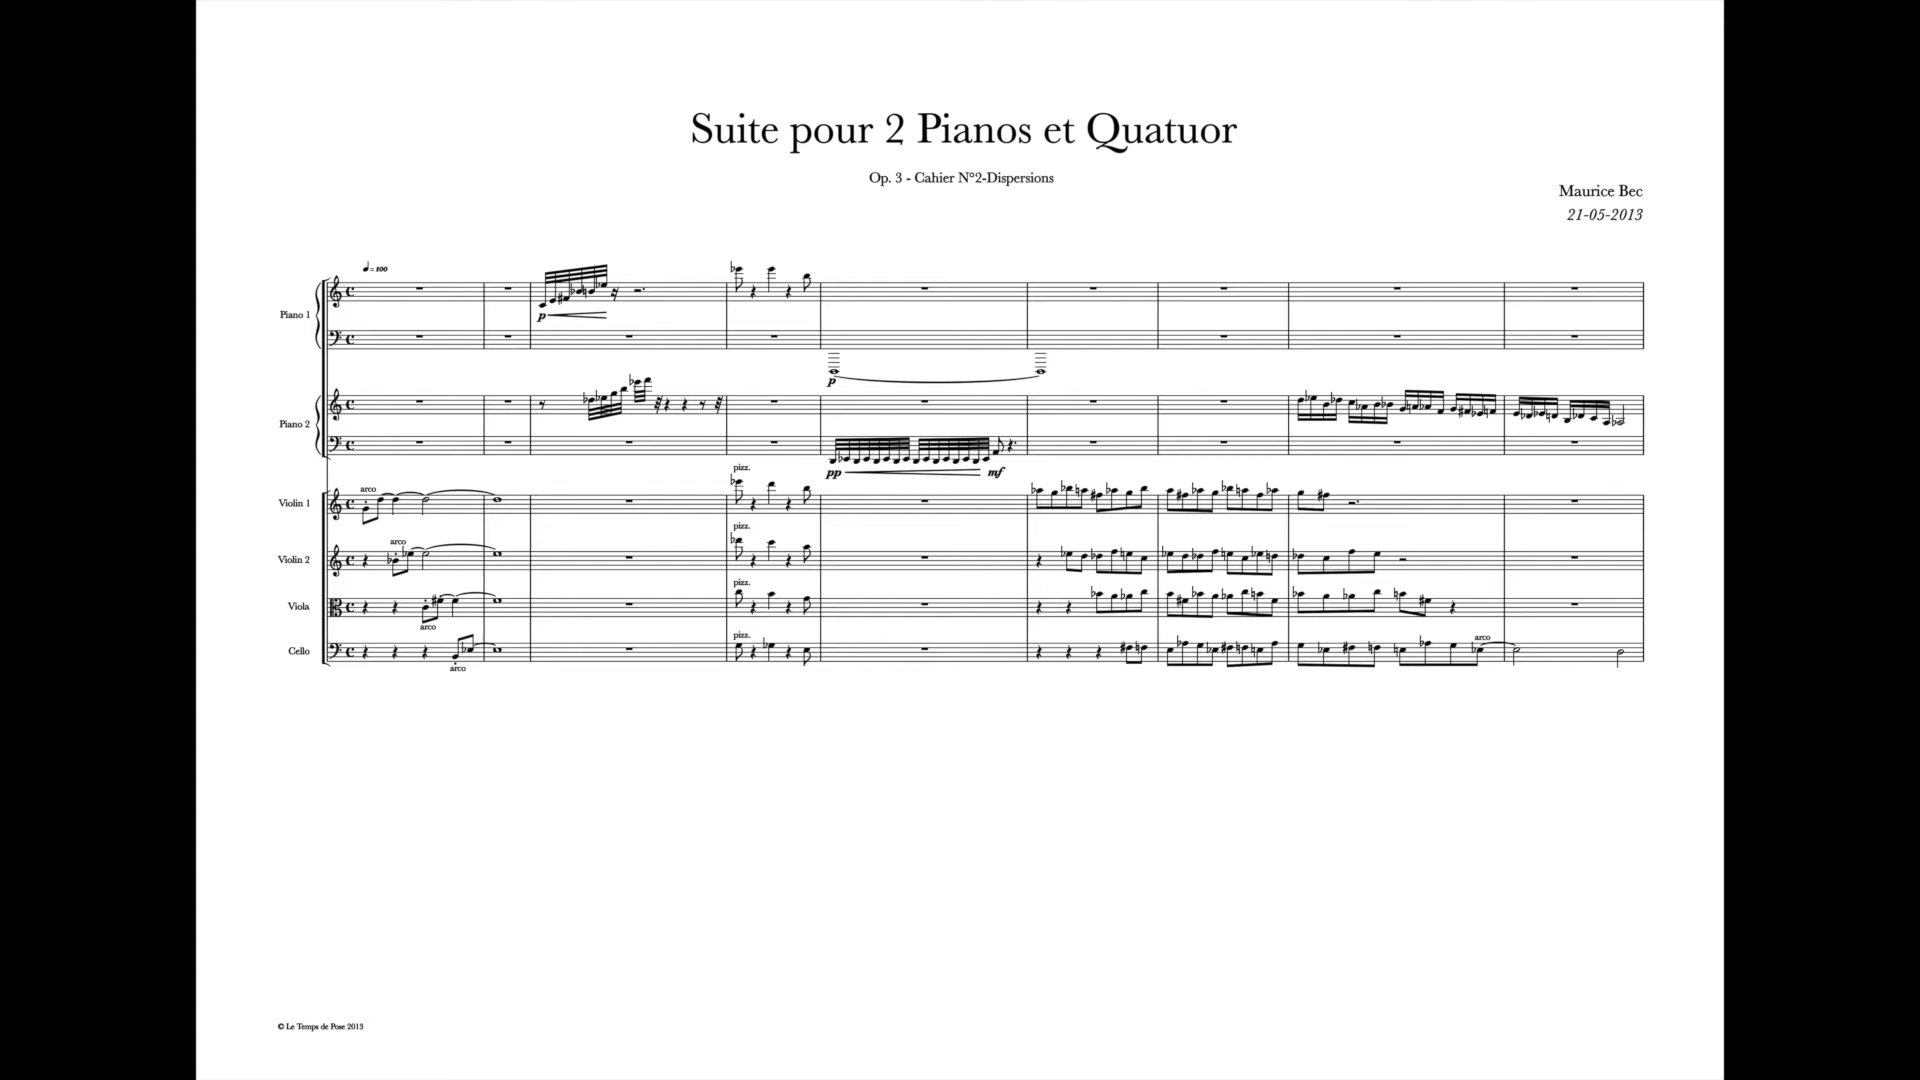 Suite pour 2 Pianos et Quatuor
Op. 3 - Cahier N°2-Dispersions
Maurice Bec
21-05-2013
♩ = 100
Piano 1
p
p
Piano 2
pp mf
pizz.
arco
Violin 1
pizz.
arco
Violin 2
pizz.
Viola
arco
pizz.
arco
Cello
arco
© Le Temps de Pose 2013